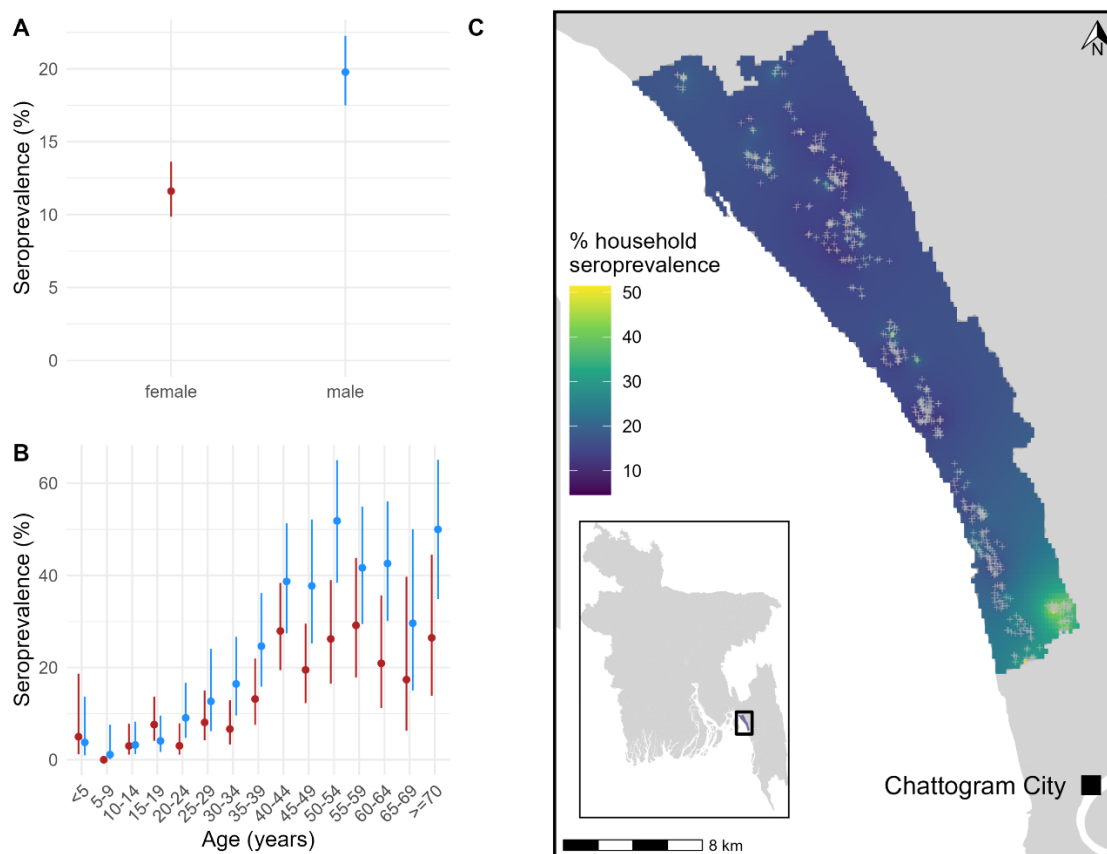 A
Seroprevalence (%)
20
15
10
5
0
female
male
B
Seroprevalence (%)
60
40
20
0
<5
5-9
10-14
15-19
20-24
25-29
30-34
35-39
40-44
45-49
50-54
55-59
60-64
65-69
>=70
Age (years)
C
N
% household
seroprevalence
50
40
30
20
10
Chattogram City
8 km